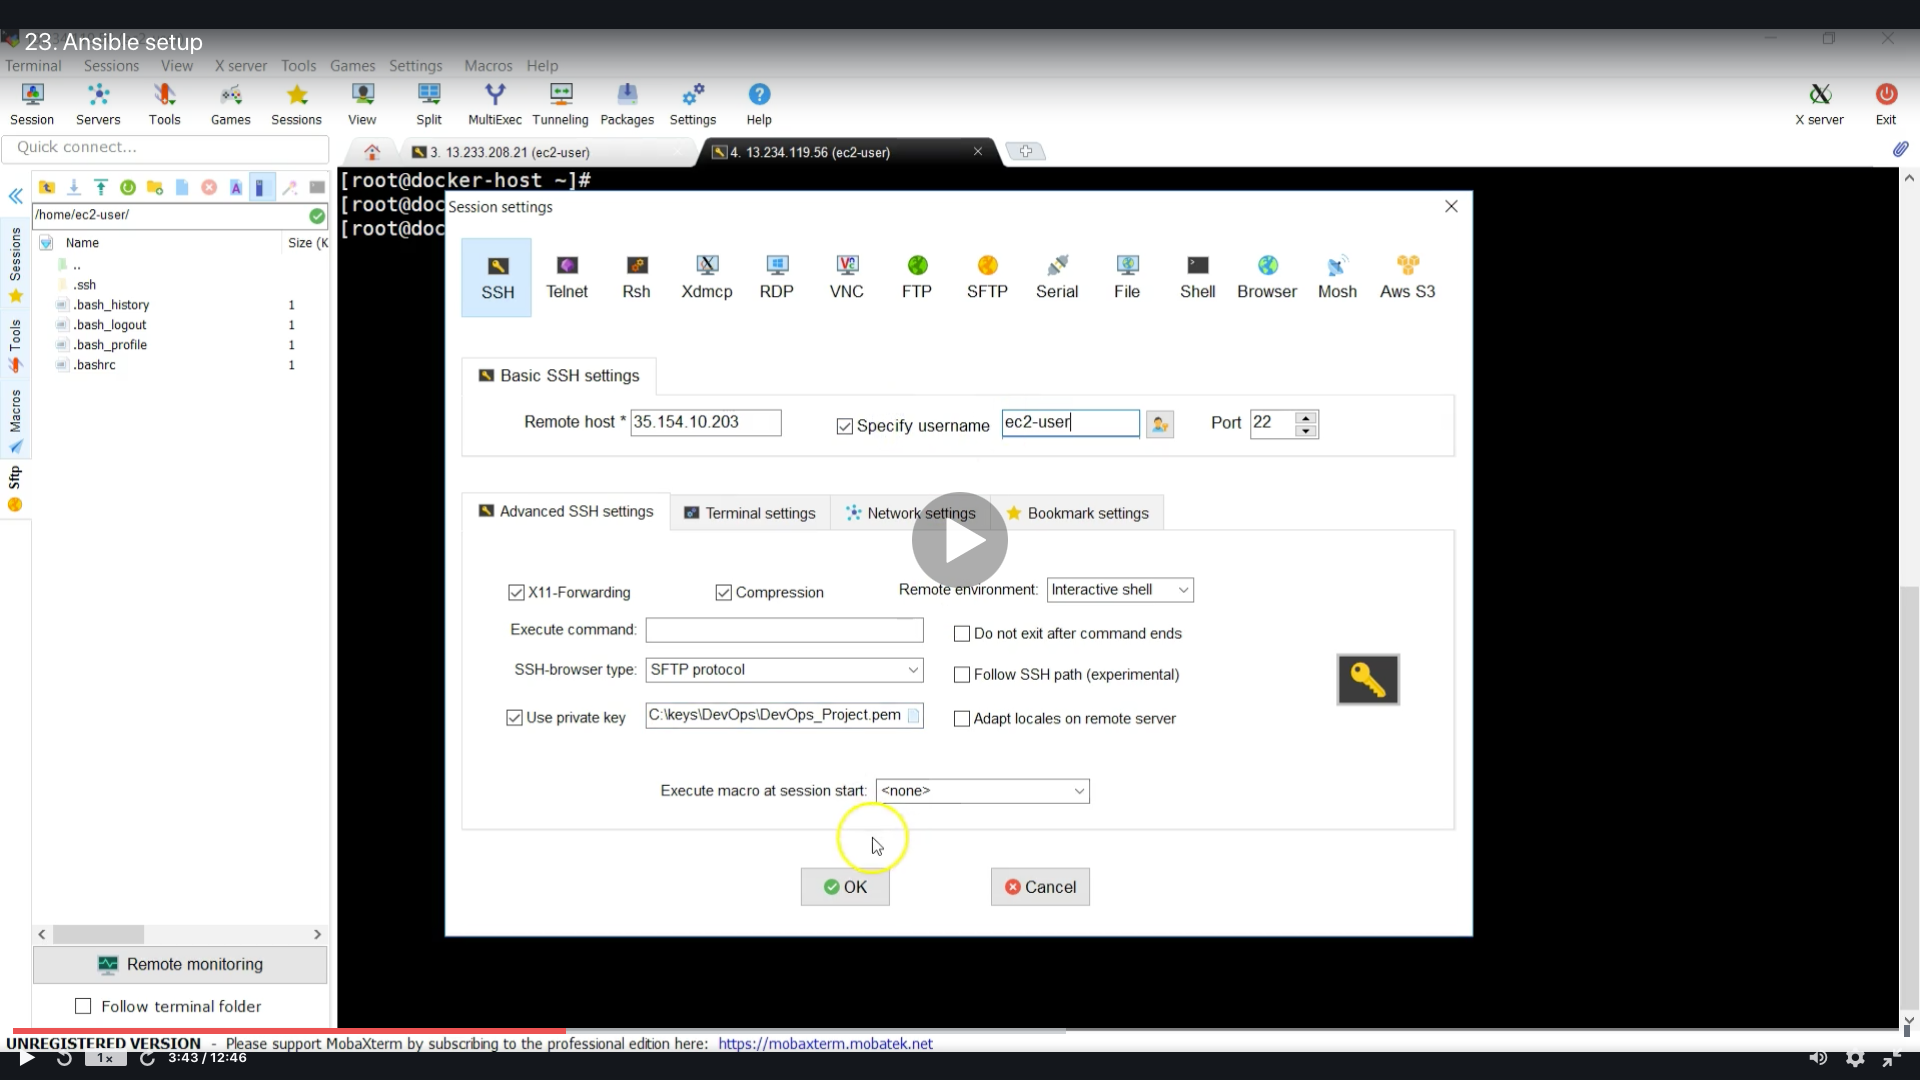 23. Ansible setup
Terminal Sessions View X server Tools Games Settings Macros Help
Session Servers Tools Games Sessions View Split MultiExec Tunneling Packages Settings Help X server Exit
Quick connect...
3. 13.233.208.21 (ec2-user)
4. 13.234.119.56 (ec2-user)
/home/ec2-user/
Name Size (K
..
.ssh
.bash_history 1
.bash_logout 1
.bash_profile 1
.bashrc 1
Sessions
Tools
Macros
Sftp
Remote monitoring
Follow terminal folder
[root@docker-host ~]#
[root@doc
[root@doc
Session settings
SSH Telnet Rsh Xdmcp RDP VNC FTP SFTP Serial File Shell Browser Mosh Aws S3
Basic SSH settings
Remote host * 35.154.10.203 Specify username ec2-user Port 22
Advanced SSH settings Terminal settings Network settings Bookmark settings
X11-Forwarding Compression Remote environment: Interactive shell
Execute command: Do not exit after command ends
SSH-browser type: SFTP protocol Follow SSH path (experimental)
Use private key C:\keys\DevOps\DevOps_Project.pem Adapt locales on remote server
Execute macro at session start: <none>
OK Cancel
UNREGISTERED VERSION - Please support MobaXterm by subscribing to the professional edition here: https://mobaxterm.mobatek.net
1x 3:43 / 12:46